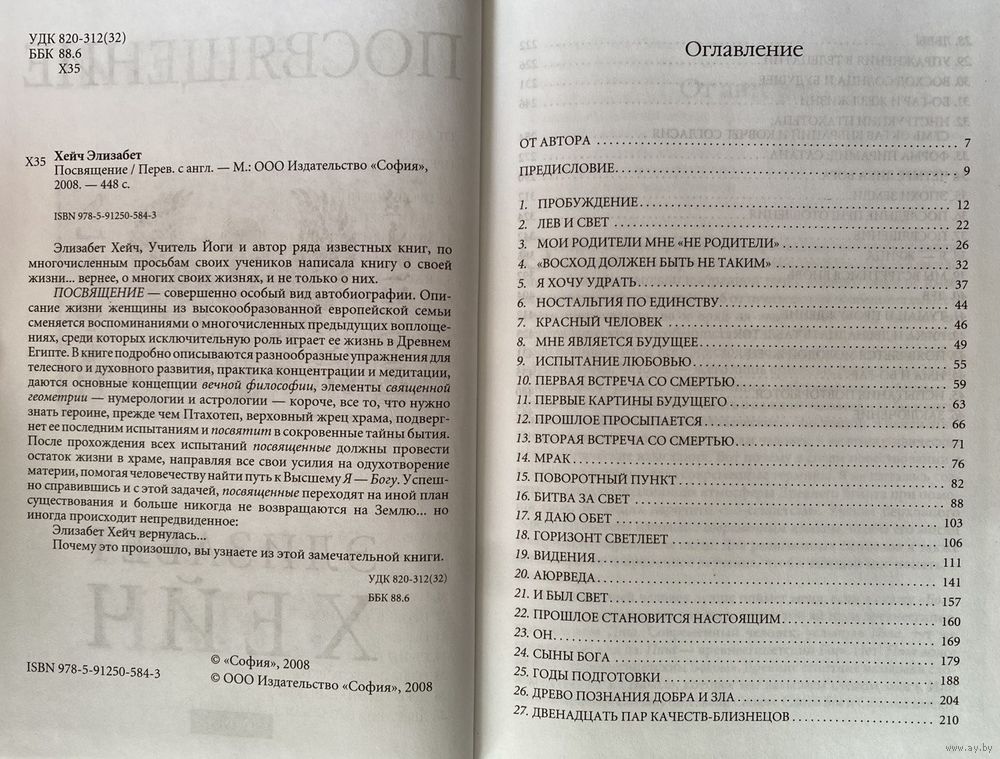 УДК 820-312(32)
ББК 88.6
Х35
Х35 Хейч Элизабет
Посвящение / Перев. с англ. — М.: ООО Издательство «София»,
2008. — 448 с.
ISBN 978-5-91250-584-3
Элизабет Хейч, Учитель Йоги и автор ряда известных книг, по
многочисленным просьбам своих учеников написала книгу о своей
жизни... вернее, о многих своих жизнях, и не только о них.
ПОСВЯЩЕНИЕ — совершенно особый вид автобиографии. Опи-
сание жизни женщины из высокообразованной европейской семьи
сменяется воспоминаниями о многочисленных предыдущих воплоще-
ниях, среди которых исключительную роль играет ее жизнь в Древнем
Египте. В книге подробно описываются разнообразные упражнения для
телесного и духовного развития, практика концентрации и медитации,
даются основные концепции вечной философии, элементы священной
геометрии — нумерологии и астрологии — короче, все то, что нужно
знать героине, прежде чем Птахотеп, верховный жрец храма, подверг-
нет ее последним испытаниям и посвятит в сокровенные тайны бытия.
После прохождения всех испытаний посвященные должны провести
остаток жизни в храме, направляя все свои усилия на одухотворение
материи, помогая человечеству найти путь к Высшему Я — Богу. Успеш-
но справившись и с этой задачей, посвященные переходят на иной план
существования и больше никогда не возвращаются на Землю... но
иногда происходит непредвиденное:
Элизабет Хейч вернулась...
Почему это произошло, вы узнаете из этой замечательной книги.
УДК 820-312(32)
ББК 88.6
ISBN 978-5-91250-584-3
© «София», 2008
© ООО Издательство «София», 2008
Оглавление
ОТ АВТОРА 7
ПРЕДИСЛОВИЕ 9
1. ПРОБУЖДЕНИЕ 12
2. ЛЕВ И СВЕТ 22
3. МОИ РОДИТЕЛИ МНЕ «НЕ РОДИТЕЛИ» 26
4. «ВОСХОД ДОЛЖЕН БЫТЬ НЕ ТАКИМ» 32
5. Я ХОЧУ УДРАТЬ 37
6. НОСТАЛЬГИЯ ПО ЕДИНСТВУ 44
7. КРАСНЫЙ ЧЕЛОВЕК 46
8. МНЕ ЯВЛЯЕТСЯ БУДУЩЕЕ 49
9. ИСПЫТАНИЕ ЛЮБОВЬЮ 55
10. ПЕРВАЯ ВСТРЕЧА СО СМЕРТЬЮ 59
11. ПЕРВЫЕ КАРТИНЫ БУДУЩЕГО 63
12. ПРОШЛОЕ ПРОСЫПАЕТСЯ 66
13. ВТОРАЯ ВСТРЕЧА СО СМЕРТЬЮ 71
14. МРАК 76
15. ПОВОРОТНЫЙ ПУНКТ 82
16. БИТВА ЗА СВЕТ 88
17. Я ДАЮ ОБЕТ 103
18. ГОРИЗОНТ СВЕТЛЕЕТ 106
19. ВИДЕНИЯ 111
20. АЮРВЕДА 141
21. И БЫЛ СВЕТ 157
22. ПРОШЛОЕ СТАНОВИТСЯ НАСТОЯЩИМ 160
23. ОН 169
24. СЫНЫ БОГА 179
25. ГОДЫ ПОДГОТОВКИ 188
26. ДРЕВО ПОЗНАНИЯ ДОБРА И ЗЛА 204
27. ДВЕНАДЦАТЬ ПАР КАЧЕСТВ-БЛИЗНЕЦОВ 210
www.ay.by